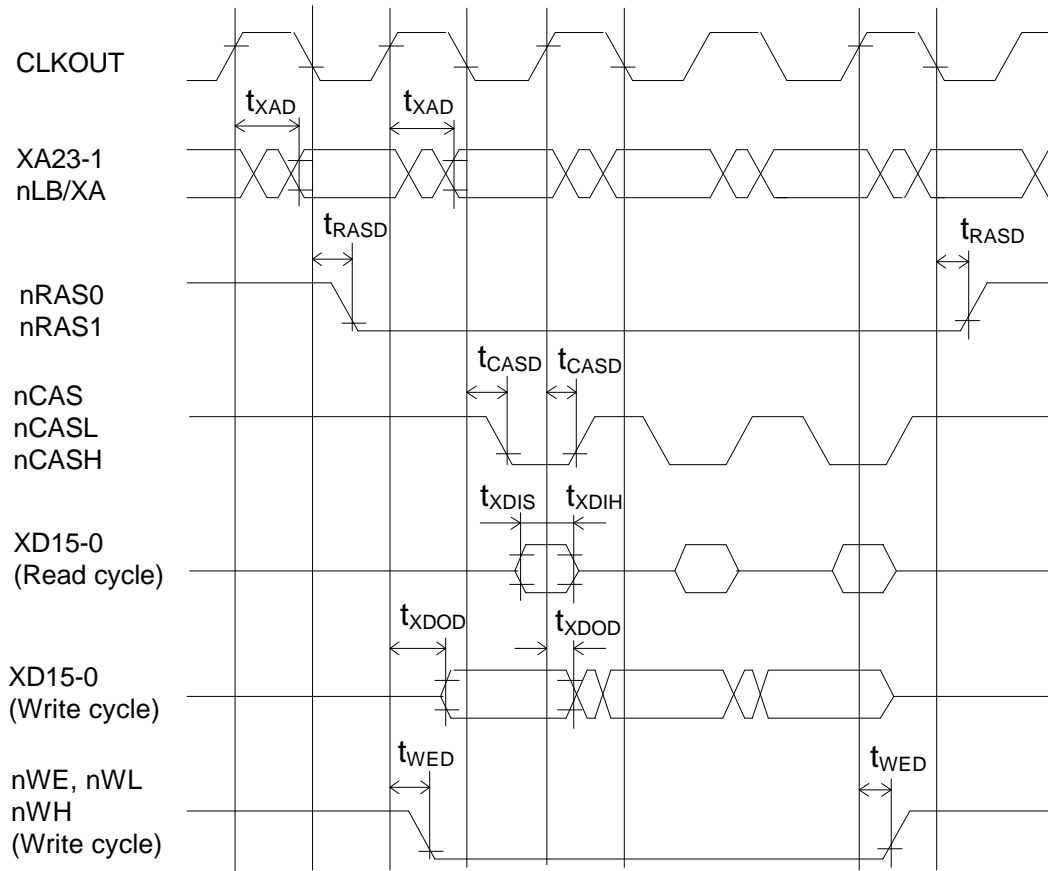 CLKOUT
tXAD tXAD
XA23-1
nLB/XA
tRASD tRASD
nRAS0
nRAS1
tCASD tCASD
nCAS
nCASL
nCASH
tXDIS tXDIH
XD15-0
(Read cycle)
tXDOD tXDOD
XD15-0
(Write cycle)
tWED tWED
nWE, nWL
nWH
(Write cycle)